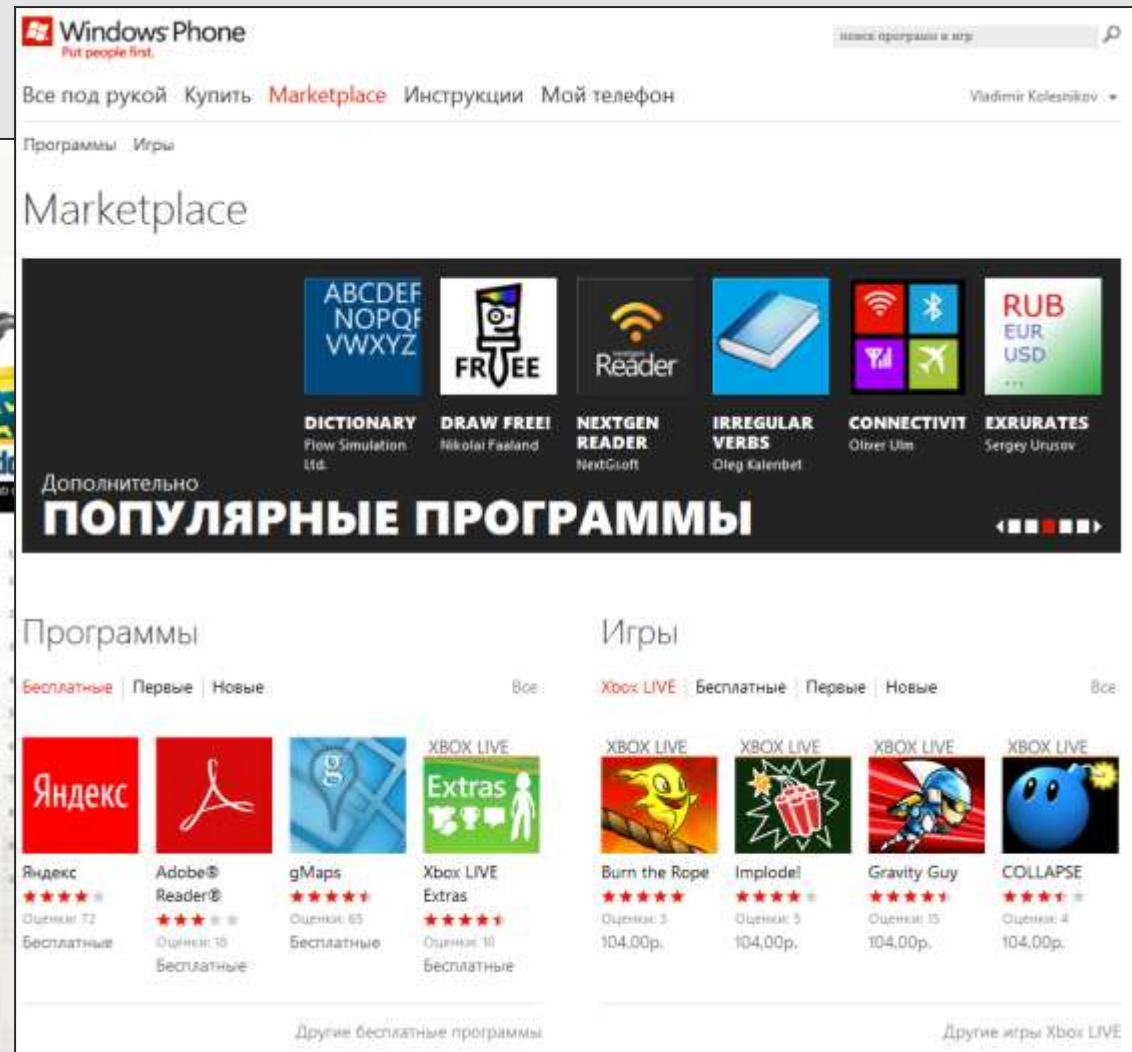 Windows Phone
Put people first.
поиск программ и игр
Все под рукой Купить Marketplace Инструкции Мой телефон
Vladimir Kolesnikov
Программы Игры
Marketplace
ABCDEF
NOPQR
VWXYZ
FREE
nextgen
Reader
RUB
EUR
USD
...
DICTIONARY
Flow Simulation
Ltd.
DRAW FREE!
Nikolai Faaland
NEXTGEN
READER
NextGsoft
IRREGULAR
VERBS
Oleg Kalenbet
CONNECTIVIT
Oliver Ulm
EXRURATES
Sergey Urusov
Дополнительно
ПОПУЛЯРНЫЕ ПРОГРАММЫ
Программы
Бесплатные Первые Новые Все
Яндекс
Яндекс
Оценки: 72
Бесплатные
Adobe®
Reader®
Оценки: 18
Бесплатные
g
gMaps
Оценки: 65
Бесплатные
XBOX LIVE
Extras
Xbox LIVE
Extras
Оценки: 10
Бесплатные
Другие бесплатные программы
Игры
Xbox LIVE Бесплатные Первые Новые Все
XBOX LIVE
Burn the Rope
Оценки: 5
104,00р.
XBOX LIVE
Implode!
Оценки: 5
104,00р.
XBOX LIVE
Gravity Guy
Оценки: 15
104,00р.
XBOX LIVE
COLLAPSE
Оценки: 4
104,00р.
Другие игры Xbox LIVE